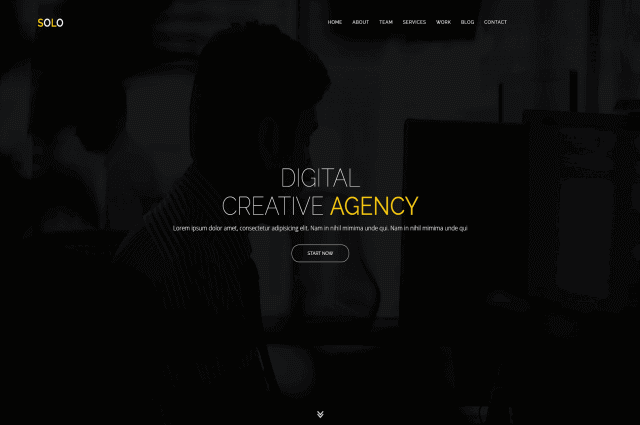 SOLO
HOME ABOUT TEAM SERVICES WORK BLOG CONTACT
DIGITAL
CREATIVE AGENCY
Lorem ipsum dolor amet, consectetur adipisicing elit. Nam in nihil mimima unde qui. Nam in nihil mimima unde qui
START NOW